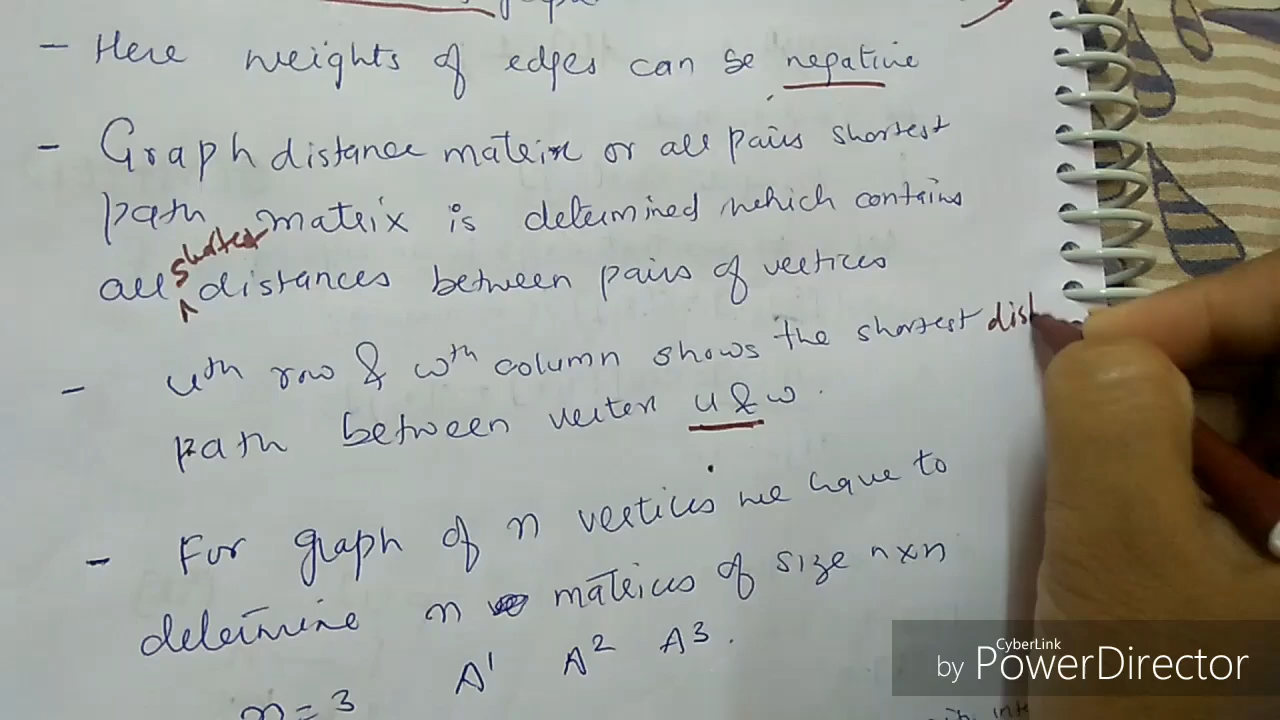 - Here weights of edges can be negative
- Graph distance matrix or all pairs shortest
path matrix is determined which contains
shortest
all distances between pairs of vertices
- uth row & wth column shows the shortest dist
path between vertex u & w.
- For graph of n vertices we have to
determine n matrices of size n×n
A¹ A² A³.
n = 3
CyberLink
by PowerDirector